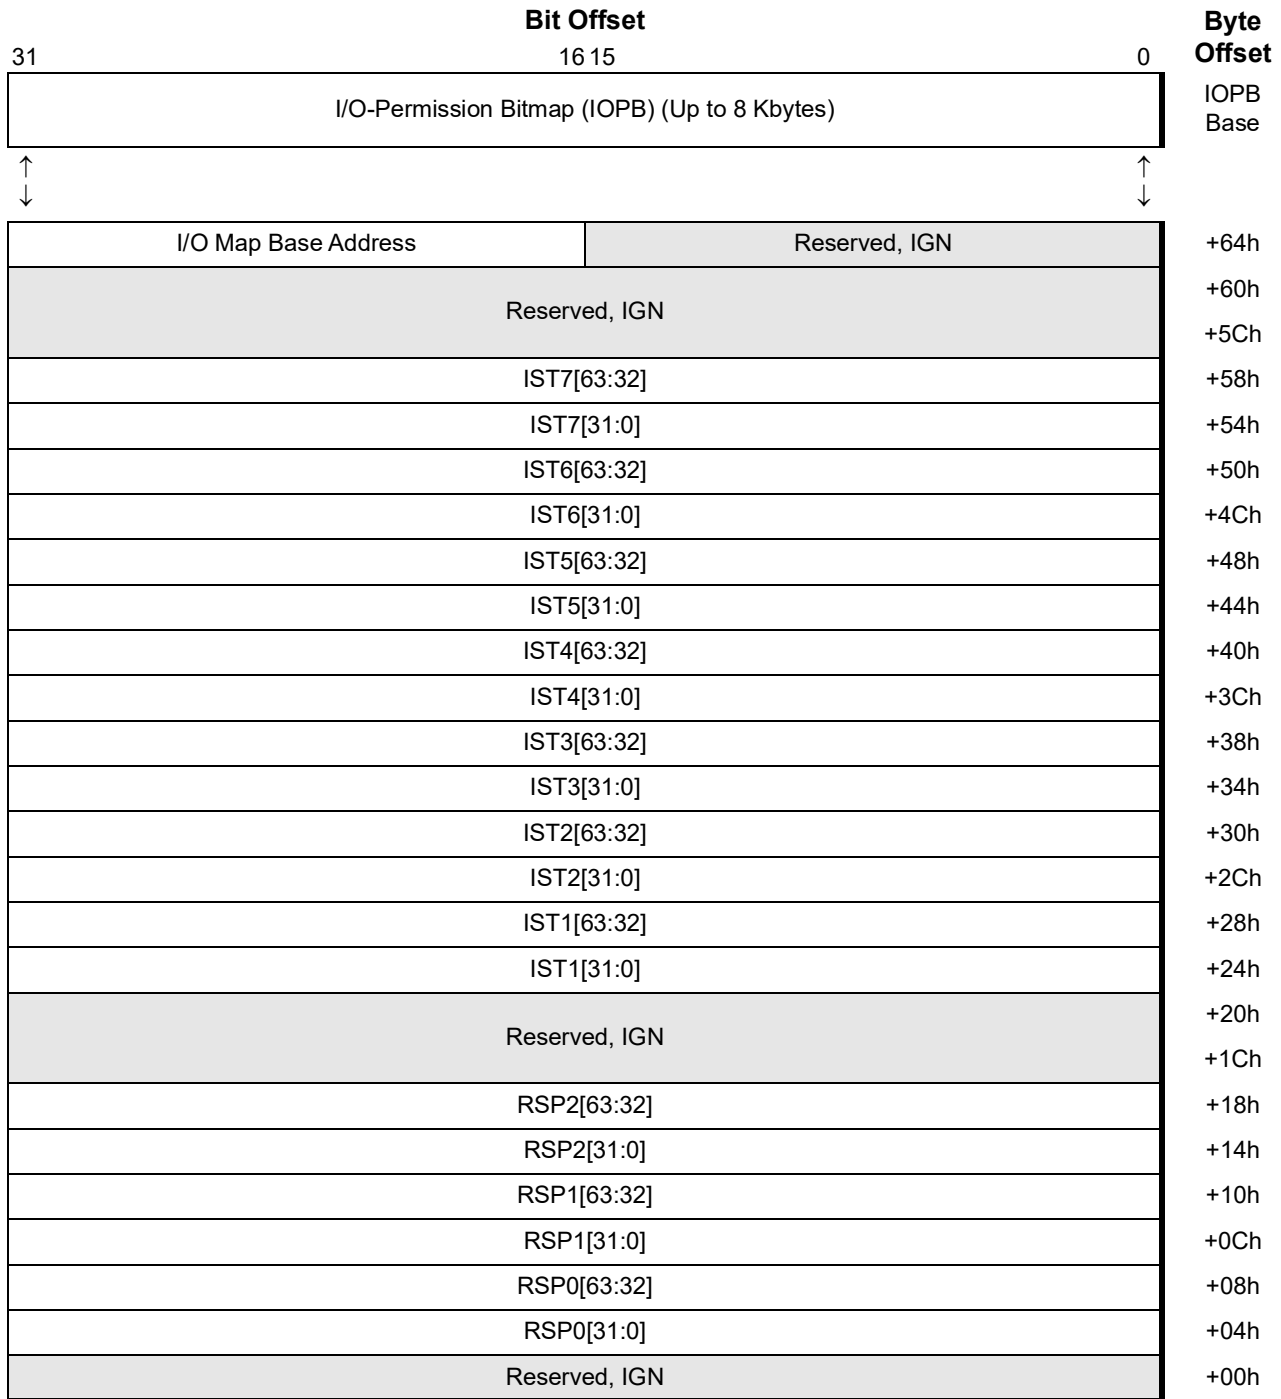 Bit Offset Byte
31 16 15 0 Offset
I/O-Permission Bitmap (IOPB) (Up to 8 Kbytes) IOPB
Base
↑ ↑
↓ ↓
I/O Map Base Address Reserved, IGN +64h
+60h
Reserved, IGN
+5Ch
IST7[63:32] +58h
IST7[31:0] +54h
IST6[63:32] +50h
IST6[31:0] +4Ch
IST5[63:32] +48h
IST5[31:0] +44h
IST4[63:32] +40h
IST4[31:0] +3Ch
IST3[63:32] +38h
IST3[31:0] +34h
IST2[63:32] +30h
IST2[31:0] +2Ch
IST1[63:32] +28h
IST1[31:0] +24h
+20h
Reserved, IGN
+1Ch
RSP2[63:32] +18h
RSP2[31:0] +14h
RSP1[63:32] +10h
RSP1[31:0] +0Ch
RSP0[63:32] +08h
RSP0[31:0] +04h
Reserved, IGN +00h